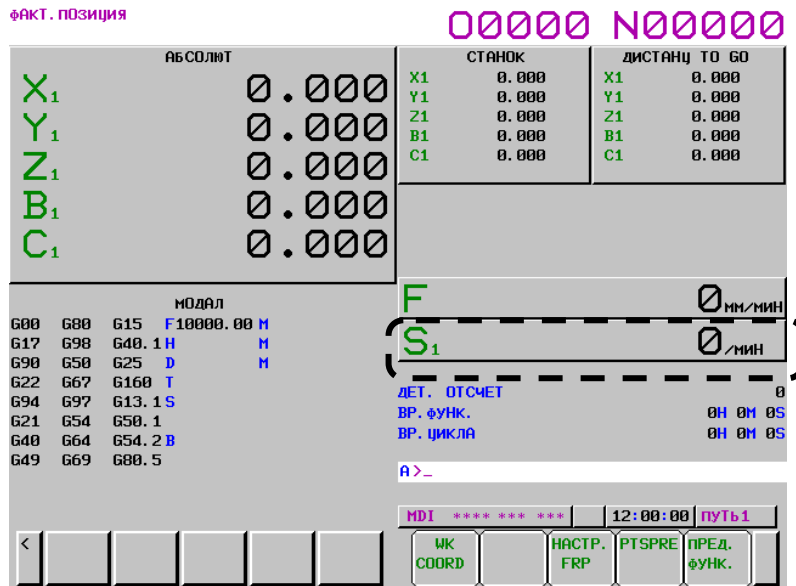 ФАКТ.ПОЗИЦИЯ
O0000 N00000
АБСОЛЮТ
X1 0.000
Y1 0.000
Z1 0.000
B1 0.000
C1 0.000
СТАНОК
X1 0.000
Y1 0.000
Z1 0.000
B1 0.000
C1 0.000
ДИСТАНЦ TO GO
X1 0.000
Y1 0.000
Z1 0.000
B1 0.000
C1 0.000
МОДАЛ
G00 G80 G15 F10000.00 M
G17 G98 G40.1 H M
G90 G50 G25 D M
G22 G67 G160 T
G94 G97 G13.1 S
G21 G54 G50.1
G40 G64 G54.2 B
G49 G69 G80.5
F 0 ММ/МИН
S1 0 /МИН
ДЕТ. ОТСЧЕТ 0
ВР.ФУНК. 0H 0M 0S
ВР.ЦИКЛА 0H 0M 0S
A>_
MDI **** *** *** 12:00:00 ПУТЬ1
<
WK COORD
НАСТР. FRP
PTSPRE
ПРЕД. ФУНК.